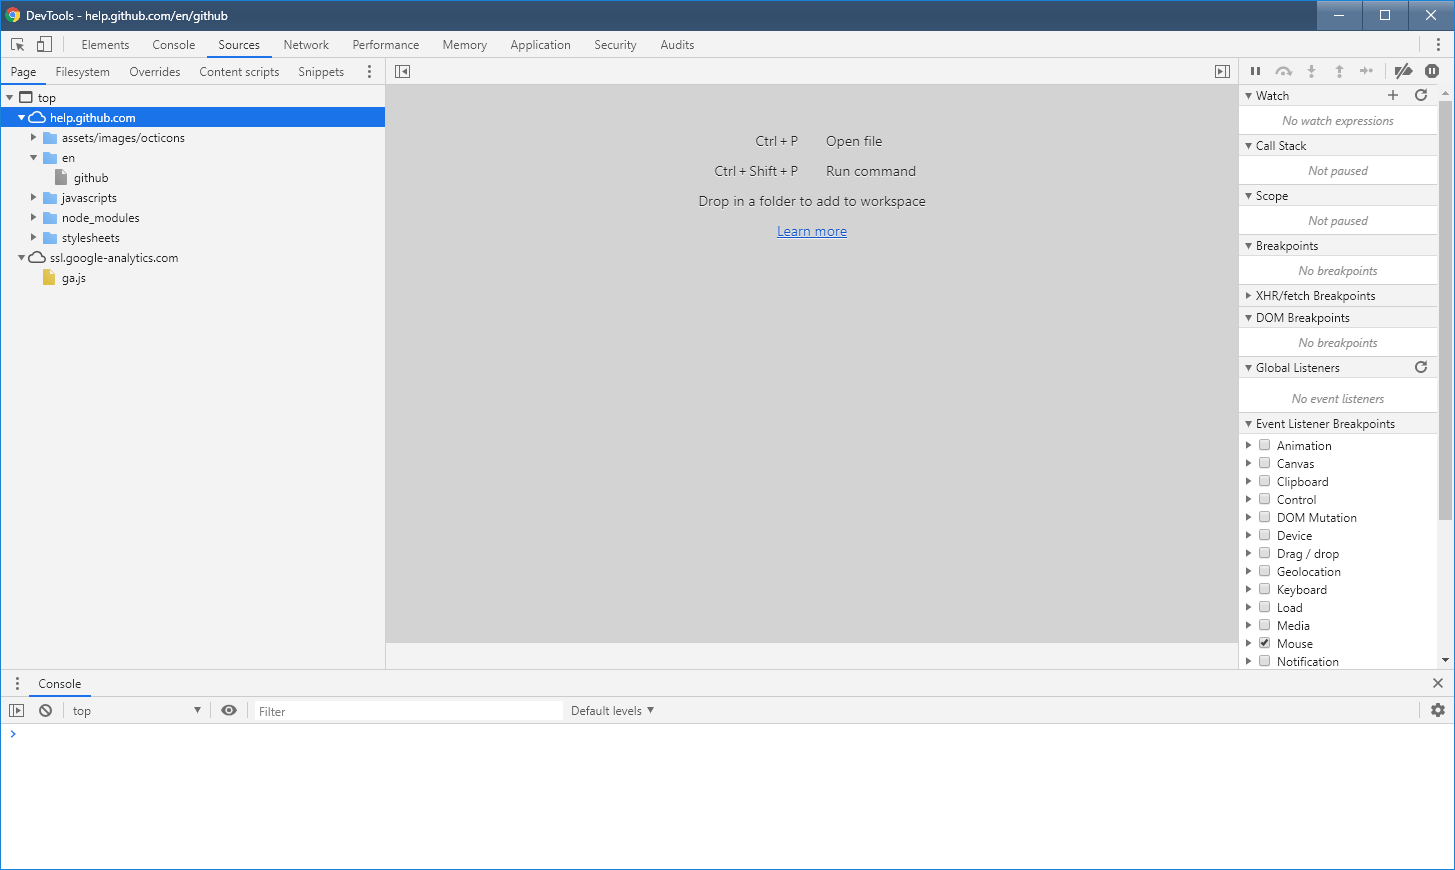 DevTools - help.github.com/en/github
Elements Console Sources Network Performance Memory Application Security Audits
Page Filesystem Overrides Content scripts Snippets
top
help.github.com
assets/images/octicons
en
github
javascripts
node_modules
stylesheets
ssl.google-analytics.com
ga.js
Ctrl + P Open file
Ctrl + Shift + P Run command
Drop in a folder to add to workspace
Learn more
Watch
No watch expressions
Call Stack
Not paused
Scope
Not paused
Breakpoints
No breakpoints
XHR/fetch Breakpoints
DOM Breakpoints
No breakpoints
Global Listeners
No event listeners
Event Listener Breakpoints
Animation
Canvas
Clipboard
Control
DOM Mutation
Device
Drag / drop
Geolocation
Keyboard
Load
Media
Mouse
Notification
Console
top Filter Default levels